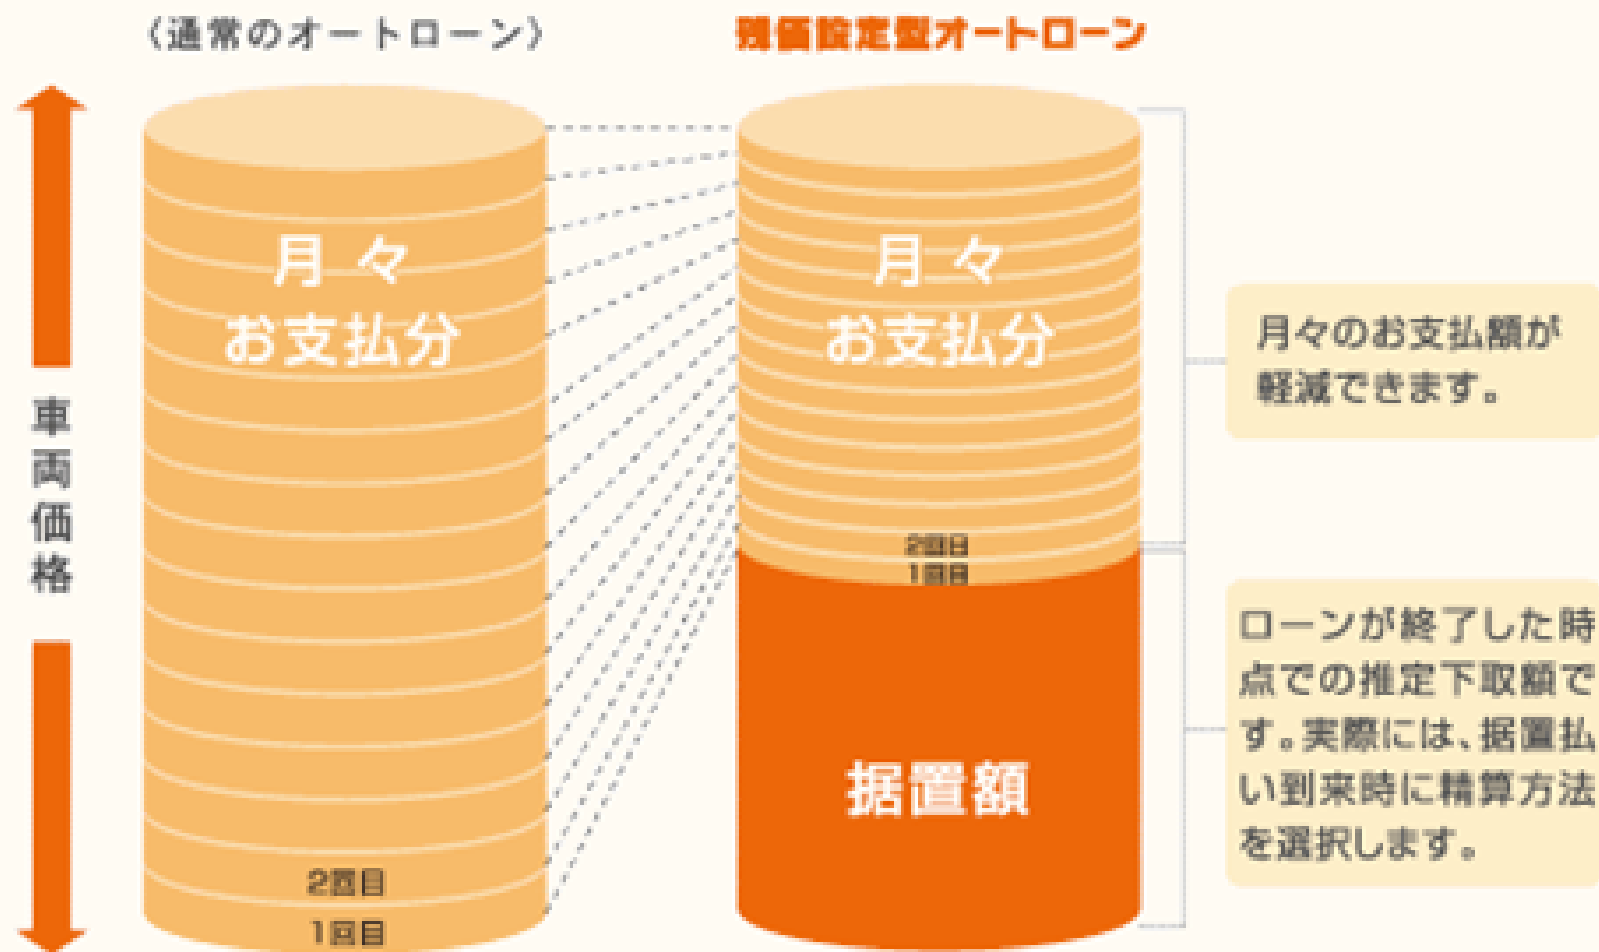 〈通常のオートローン〉
残価設定型オートローン
車両価格
月々
お支払分
2回目
1回目
月々
お支払分
2回目
1回目
据置額
月々のお支払額が
軽減できます。
ローンが終了した時
点での推定下取額で
す。実際には、据置払
い到来時に精算方法
を選択します。